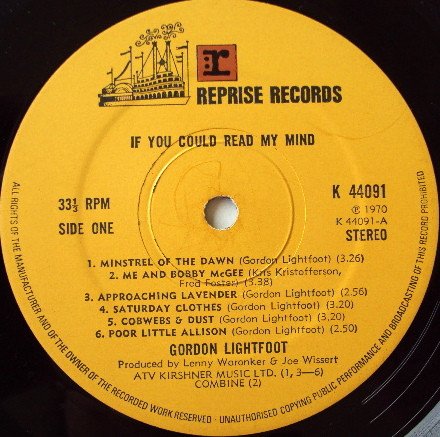 r
REPRISE RECORDS
IF YOU COULD READ MY MIND
33⅓ RPM
SIDE ONE
K 44091
℗ 1970
K 44091-A
STEREO
1. MINSTREL OF THE DAWN (Gordon Lightfoot) (3.26)
2. ME AND BOBBY McGEE (Kris Kristofferson,
Fred Foster) (3.38)
3. APPROACHING LAVENDER (Gordon Lightfoot) (2.56)
4. SATURDAY CLOTHES (Gordon Lightfoot) (3.20)
5. COBWEBS & DUST (Gordon Lightfoot) (3.20)
6. POOR LITTLE ALLISON (Gordon Lightfoot) (2.50)
GORDON LIGHTFOOT
Produced by Lenny Waronker & Joe Wissert
ATV KIRSHNER MUSIC LTD. (1, 3—6)
COMBINE (2)
ALL RIGHTS OF THE MANUFACTURER AND OF THE OWNER OF THE RECORDED WORK RESERVED · UNAUTHORISED COPYING PUBLIC PERFORMANCE AND BROADCASTING OF THIS RECORD PROHIBITED